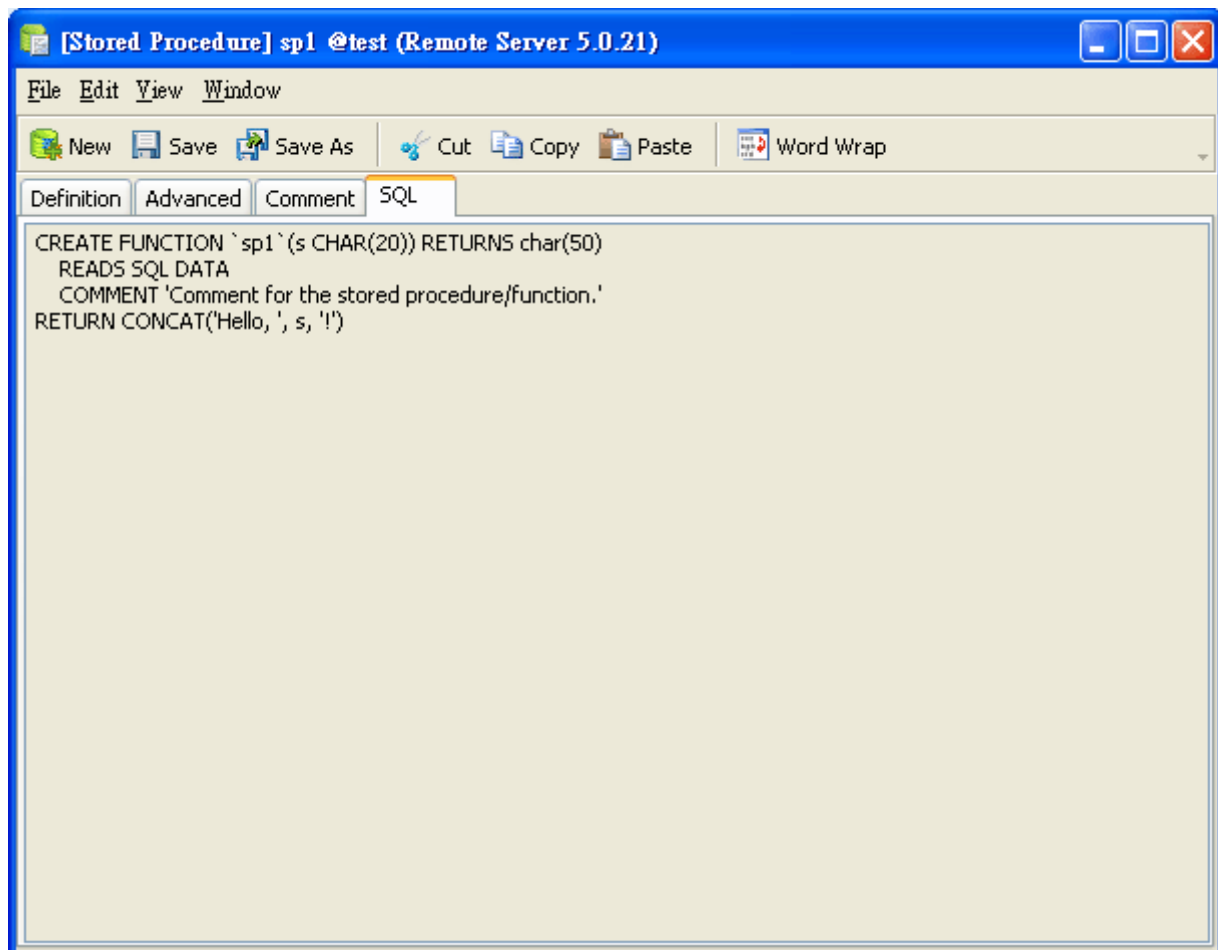 [Stored Procedure] sp1 @test (Remote Server 5.0.21)
File Edit View Window
New Save Save As Cut Copy Paste Word Wrap
Definition Advanced Comment SQL
CREATE FUNCTION `sp1`(s CHAR(20)) RETURNS char(50)
READS SQL DATA
COMMENT 'Comment for the stored procedure/function.'
RETURN CONCAT('Hello, ', s, '!')